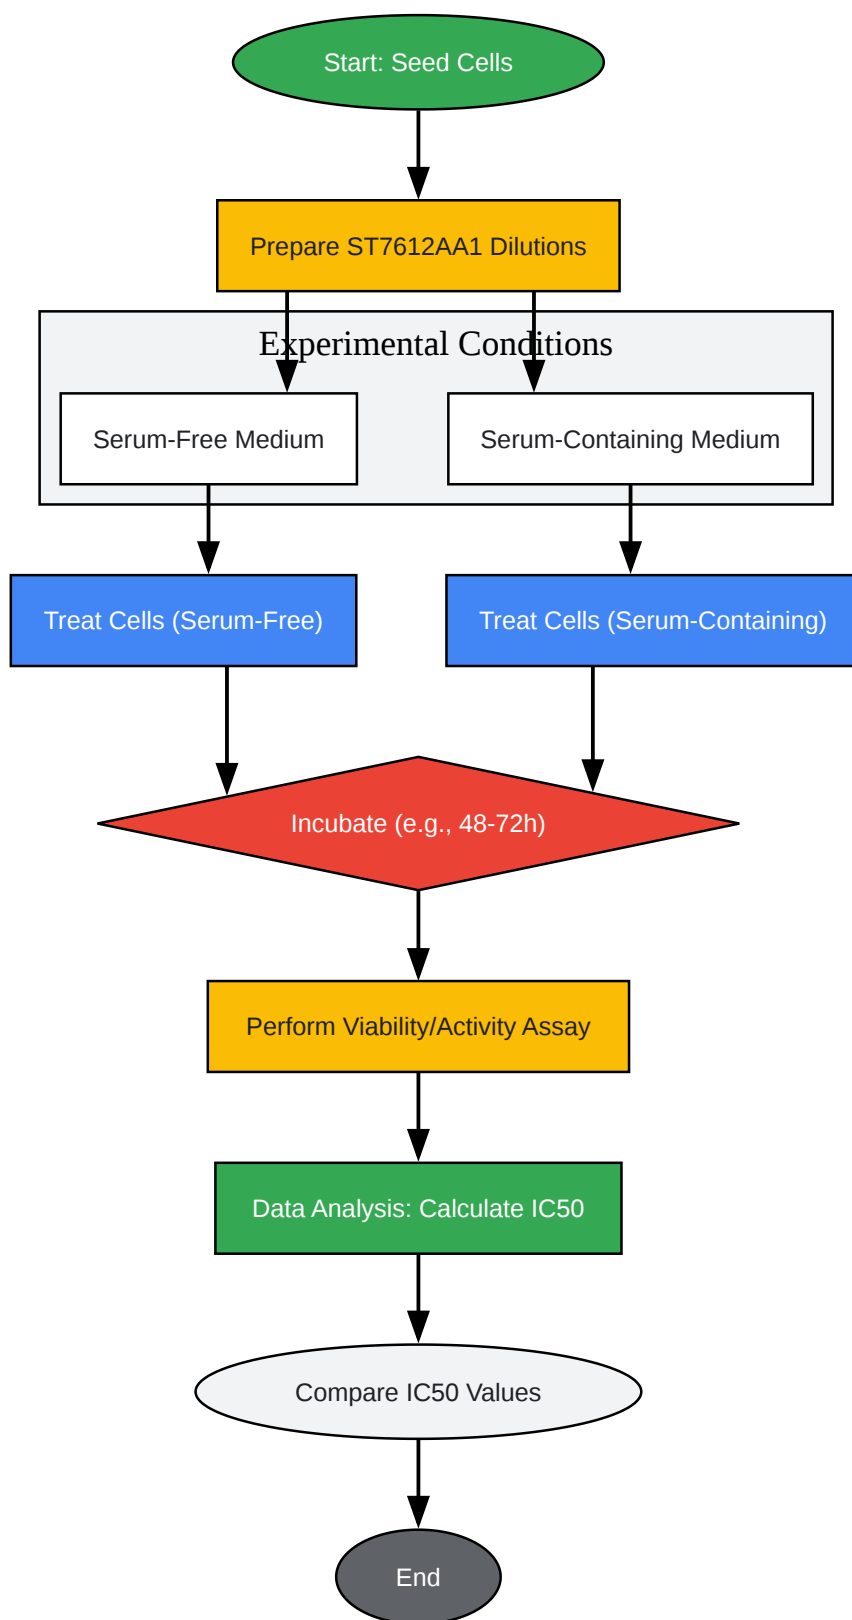 Start: Seed Cells
Prepare ST7612AA1 Dilutions
Experimental Conditions
Serum-Free Medium
Serum-Containing Medium
Treat Cells (Serum-Free)
Treat Cells (Serum-Containing)
Incubate (e.g., 48-72h)
Perform Viability/Activity Assay
Data Analysis: Calculate IC50
Compare IC50 Values
End